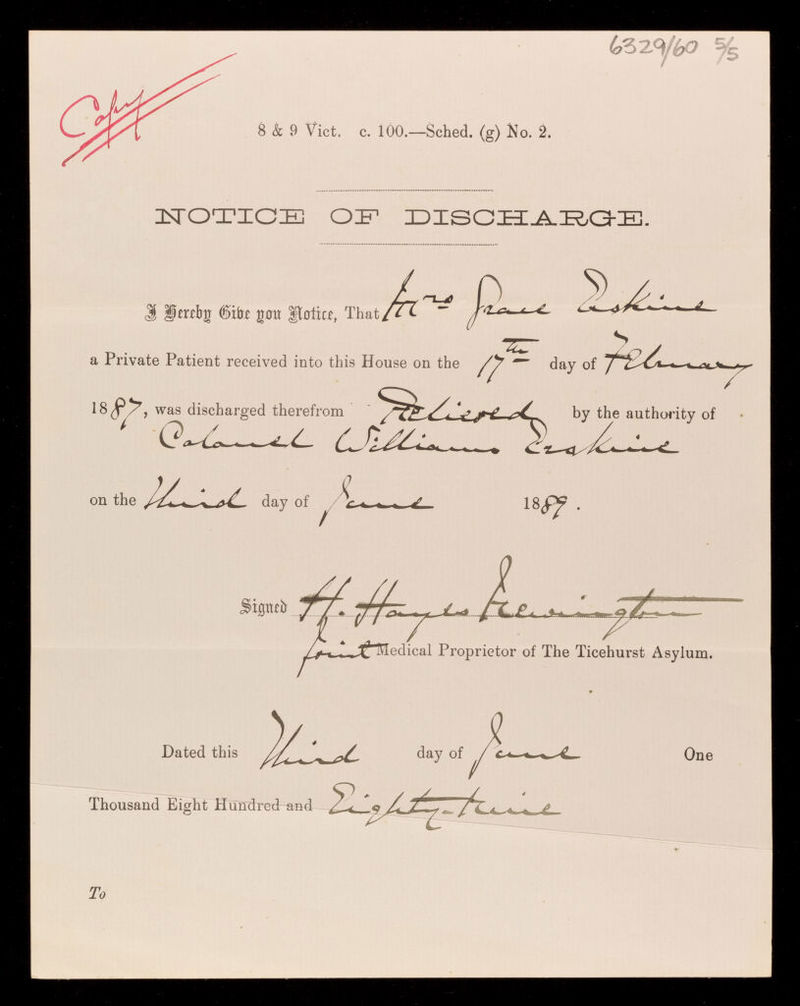 6329/60 5/5
Copy
8 & 9 Vict. c. 100.—Sched. (g) No. 2.
NOTICE OF DISCHARGE.
I Hereby Give you Notice, That Mrs Grace Erskine
a Private Patient received into this House on the 17th day of February
1887, was discharged therefrom Relieved by the authority of
Colonel William Erskine
on the Third day of June 1889.
Signed H. Hayes Newington
Joint Medical Proprietor of The Ticehurst Asylum.
Dated this Third day of June One
Thousand Eight Hundred and Eighty-Nine
To